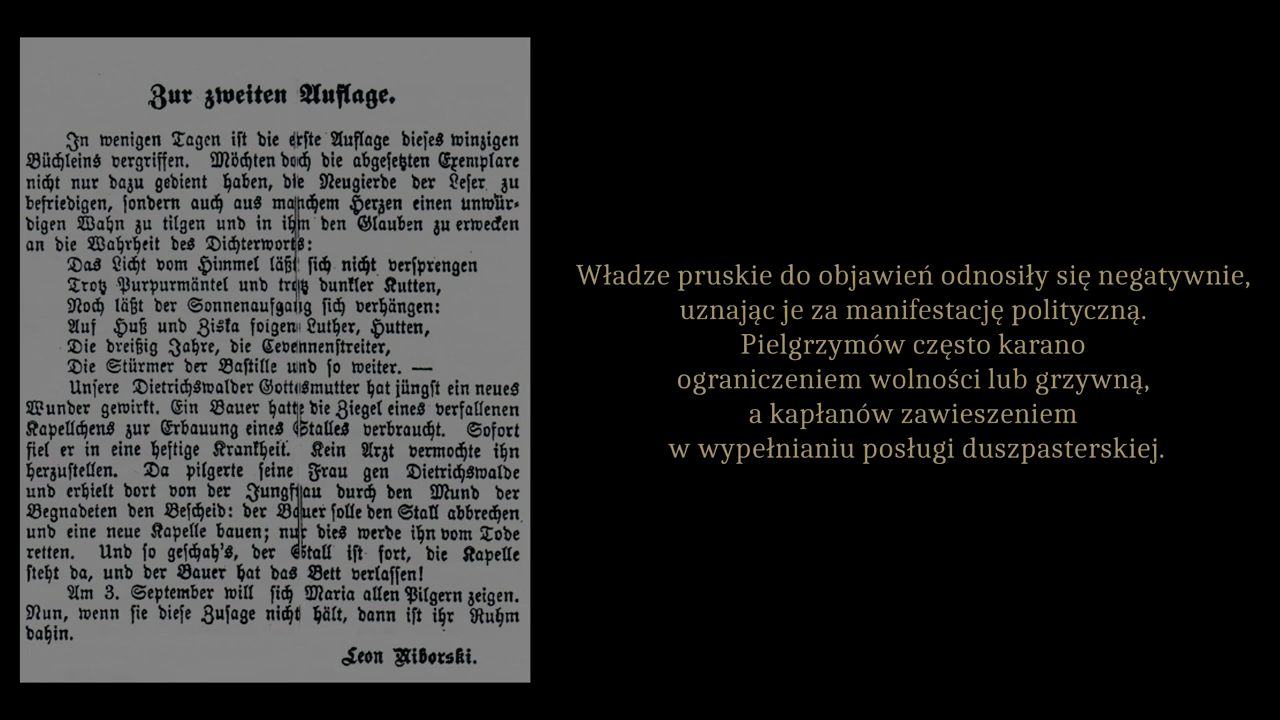 Zur zweiten Auflage.
In wenigen Tagen ist die erste Auflage dieses winzigen
Büchleins vergriffen. Möchten doch die abgesetzten Exemplare
nicht nur dazu gedient haben, die Neugierde der Leser zu
befriedigen, sondern auch aus manchem Herzen einen unwür-
digen Wahn zu tilgen und in ihm den Glauben zu erwecken
an die Wahrheit des Dichterworts:
Das Licht vom Himmel läßt sich nicht versprengen
Trotz Purpurmäntel und trotz dunkler Kutten,
Noch läßt der Sonnenaufgang sich verhängen:
Auf Huß und Ziska folgen Luther, Hutten,
Die dreißig Jahre, die Cevennenstreiter,
Die Stürmer der Bastille und so weiter. —
Unsere Dietrichswalder Gottesmutter hat jüngst ein neues
Wunder gewirkt. Ein Bauer hatte die Ziegel eines verfallenen
Kapellchens zur Erbauung eines Stalles verbraucht. Sofort
fiel er in eine heftige Krankheit. Kein Arzt vermochte ihn
herzustellen. Da pilgerte seine Frau gen Dietrichswalde
und erhielt dort von der Jungfrau durch den Mund der
Begnadeten den Bescheid: der Bauer solle den Stall abbrechen
und eine neue Kapelle bauen; nur dies werde ihn vom Tode
retten. Und so geschah's, der Stall ist fort, die Kapelle
steht da, und der Bauer hat das Bett verlassen!
Am 3. September will sich Maria allen Pilgern zeigen.
Nun, wenn sie diese Zusage nicht hält, dann ist ihr Ruhm
dahin.
Leon Aiborski.
Władze pruskie do objawień odnosiły się negatywnie,
uznając je za manifestację polityczną.
Pielgrzymów często karano
ograniczeniem wolności lub grzywną,
a kapłanów zawieszeniem
w wypełnianiu posługi duszpasterskiej.